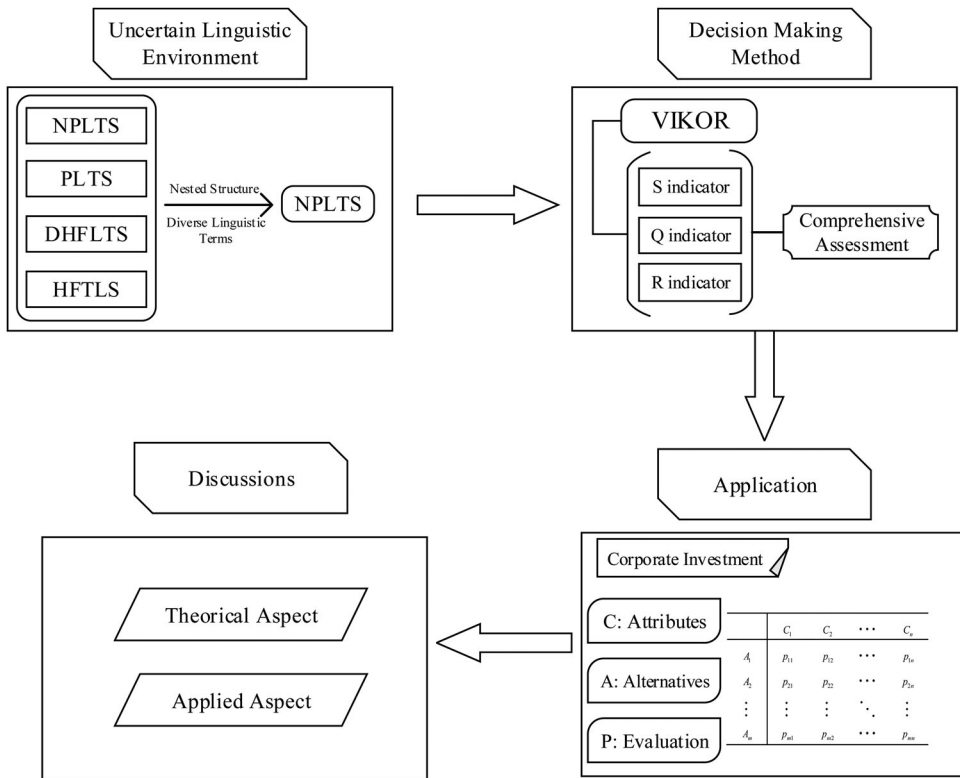 Uncertain Linguistic
Environment
NPLTS
PLTS
DHFLTS
HFTLS
Nested Structure
Diverse Linguistic
Terms
NPLTS
Decision Making
Method
VIKOR
S indicator
Q indicator
R indicator
Comprehensive
Assessment
Application
Corporate Investment
C: Attributes
A: Alternatives
P: Evaluation
C₁ C₂ ⋯ Cₙ
A₁ p₁₁ p₁₂ ⋯ p₁ₙ
A₂ p₂₁ p₂₂ ⋯ p₂ₙ
⋮ ⋮ ⋮ ⋱ ⋮
Aₘ pₘ₁ pₘ₂ ⋯ pₘₙ
Discussions
Theorical Aspect
Applied Aspect